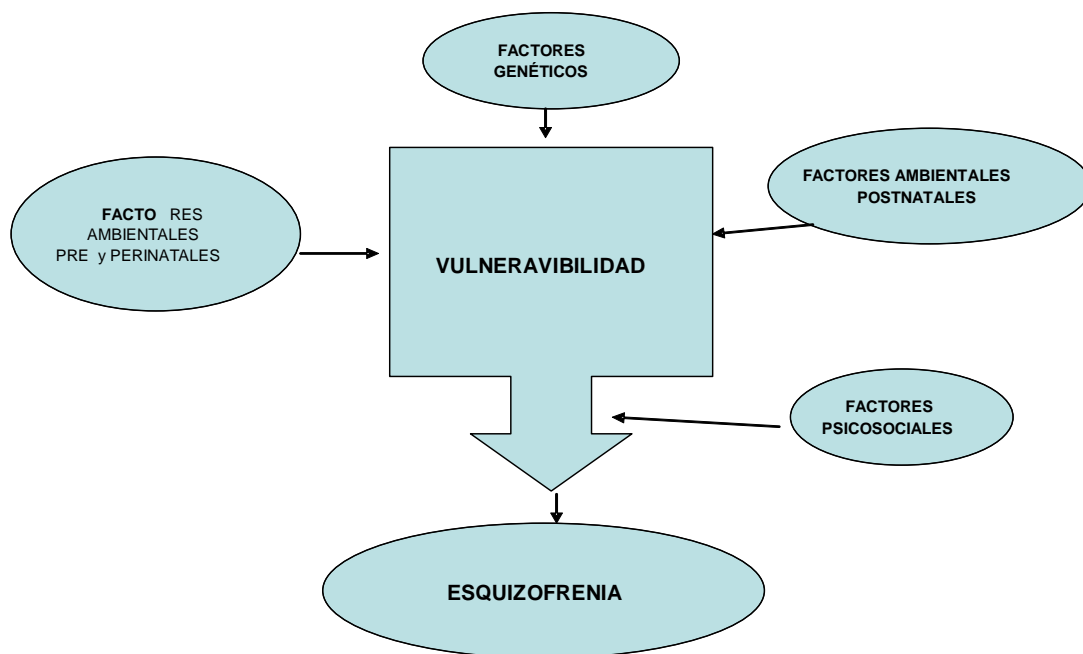 FACTORES
GENÉTICOS
FACTORES AMBIENTALES
POSTNATALES
FACTO RES
AMBIENTALES
PRE y PERINATALES
VULNERAVIBILIDAD
FACTORES
PSICOSOCIALES
ESQUIZOFRENIA